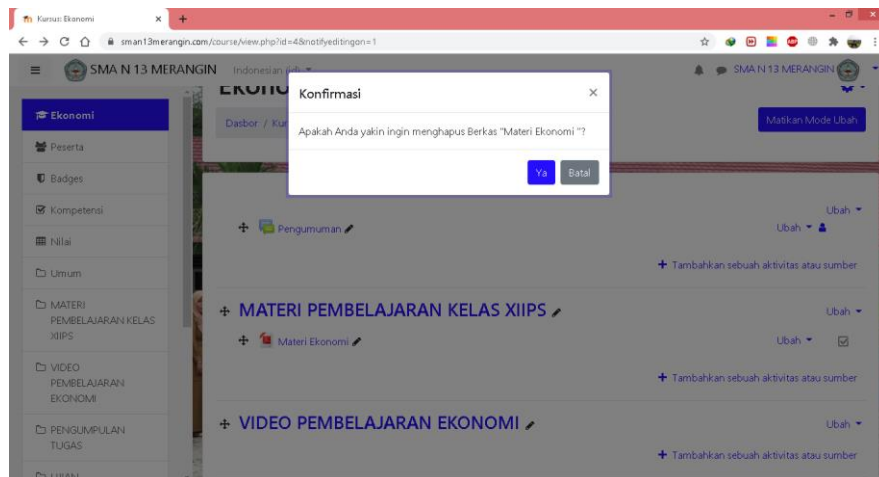 Kursus: Ekonomi
sman13merangin.com/course/view.php?id=4&notifyeditingon=1
SMA N 13 MERANGIN
SMA N 13 MERANGIN
Konfirmasi
Apakah Anda yakin ingin menghapus Berkas "Materi Ekonomi "?
Ya Batal
Dasbor /
Matikan Mode Ubah
Ekonomi
Peserta
Badges
Kompetensi
Nilai
Umum
MATERI
PEMBELAJARAN KELAS
XIIPS
VIDEO
PEMBELAJARAN
EKONOMI
PENGUMPULAN
TUGAS
Ubah
Pengumuman
Ubah
Tambahkan sebuah aktivitas atau sumber
MATERI PEMBELAJARAN KELAS XIIPS
Ubah
Materi Ekonomi
Ubah
Tambahkan sebuah aktivitas atau sumber
VIDEO PEMBELAJARAN EKONOMI
Ubah
Tambahkan sebuah aktivitas atau sumber